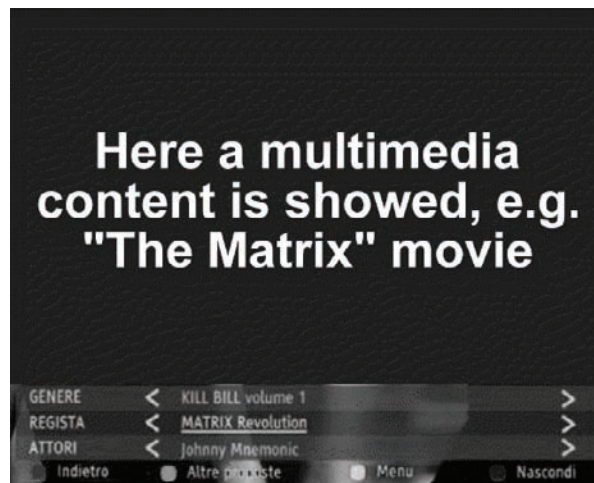 Here a multimedia
content is showed, e.g.
"The Matrix" movie
GENERE < KILL BILL volume 1 >
REGISTA < MATRIX Revolution >
ATTORI < Johnny Mnemonic >
Indietro Altre proposte Menu Nascondi